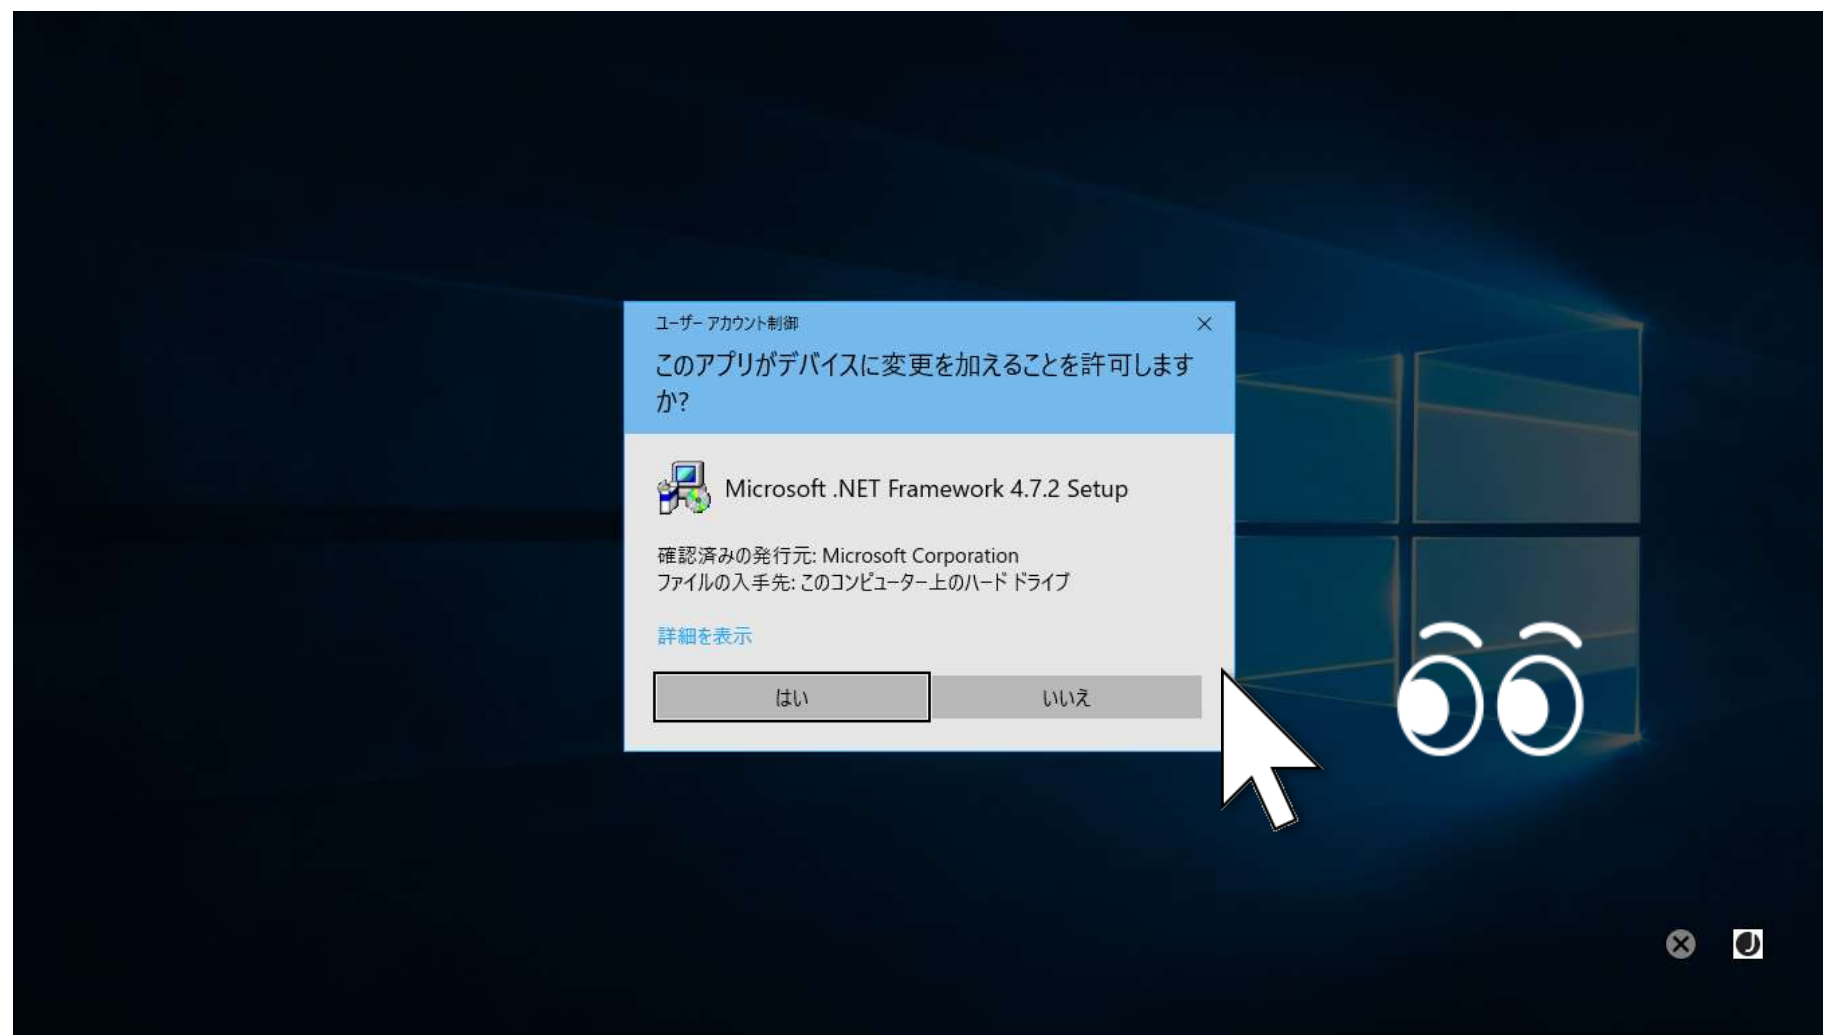 ユーザー アカウント制御
このアプリがデバイスに変更を加えることを許可します
か?
Microsoft .NET Framework 4.7.2 Setup
確認済みの発行元: Microsoft Corporation
ファイルの入手先: このコンピューター上のハード ドライブ
詳細を表示
はい
いいえ